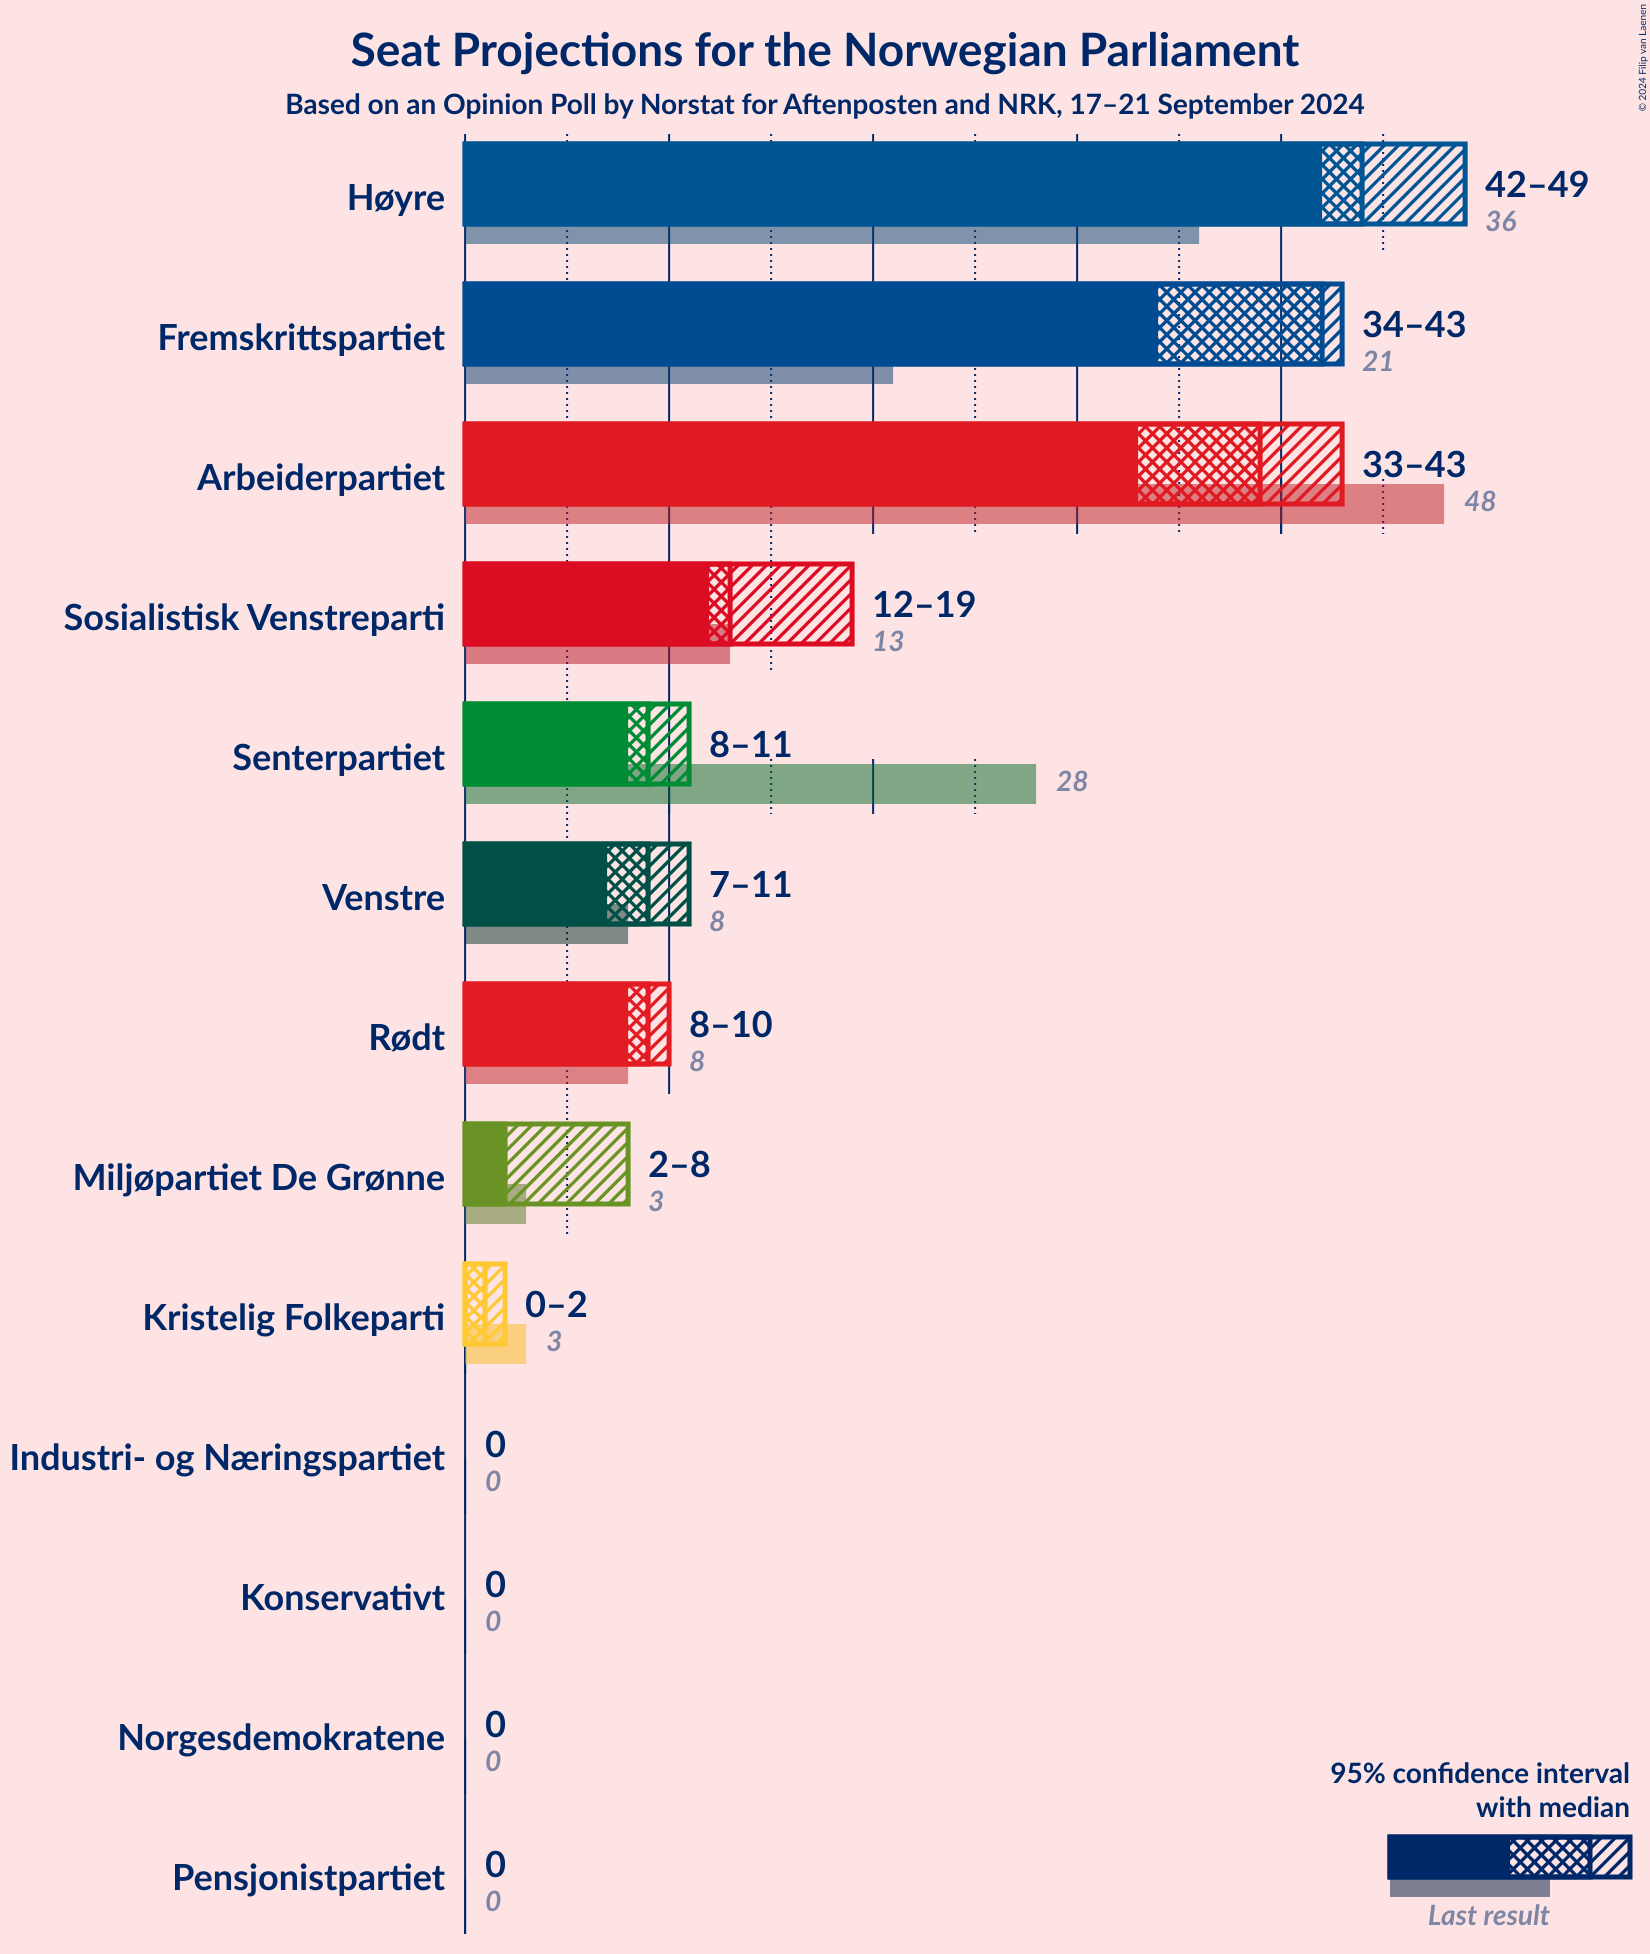 Seat Projections for the Norwegian Parliament
Based on an Opinion Poll by Norstat for Aftenposten and NRK, 17–21 September 2024
© 2024 Filip van Laenen
Høyre
42–49
36
Fremskrittspartiet
34–43
21
Arbeiderpartiet
33–43
48
Sosialistisk Venstreparti
12–19
13
Senterpartiet
8–11
28
Venstre
7–11
8
Rødt
8–10
8
Miljøpartiet De Grønne
2–8
3
Kristelig Folkeparti
0–2
3
Industri- og Næringspartiet
0
0
Konservativt
0
0
Norgesdemokratene
0
0
Pensjonistpartiet
0
0
95% confidence interval
with median
Last result